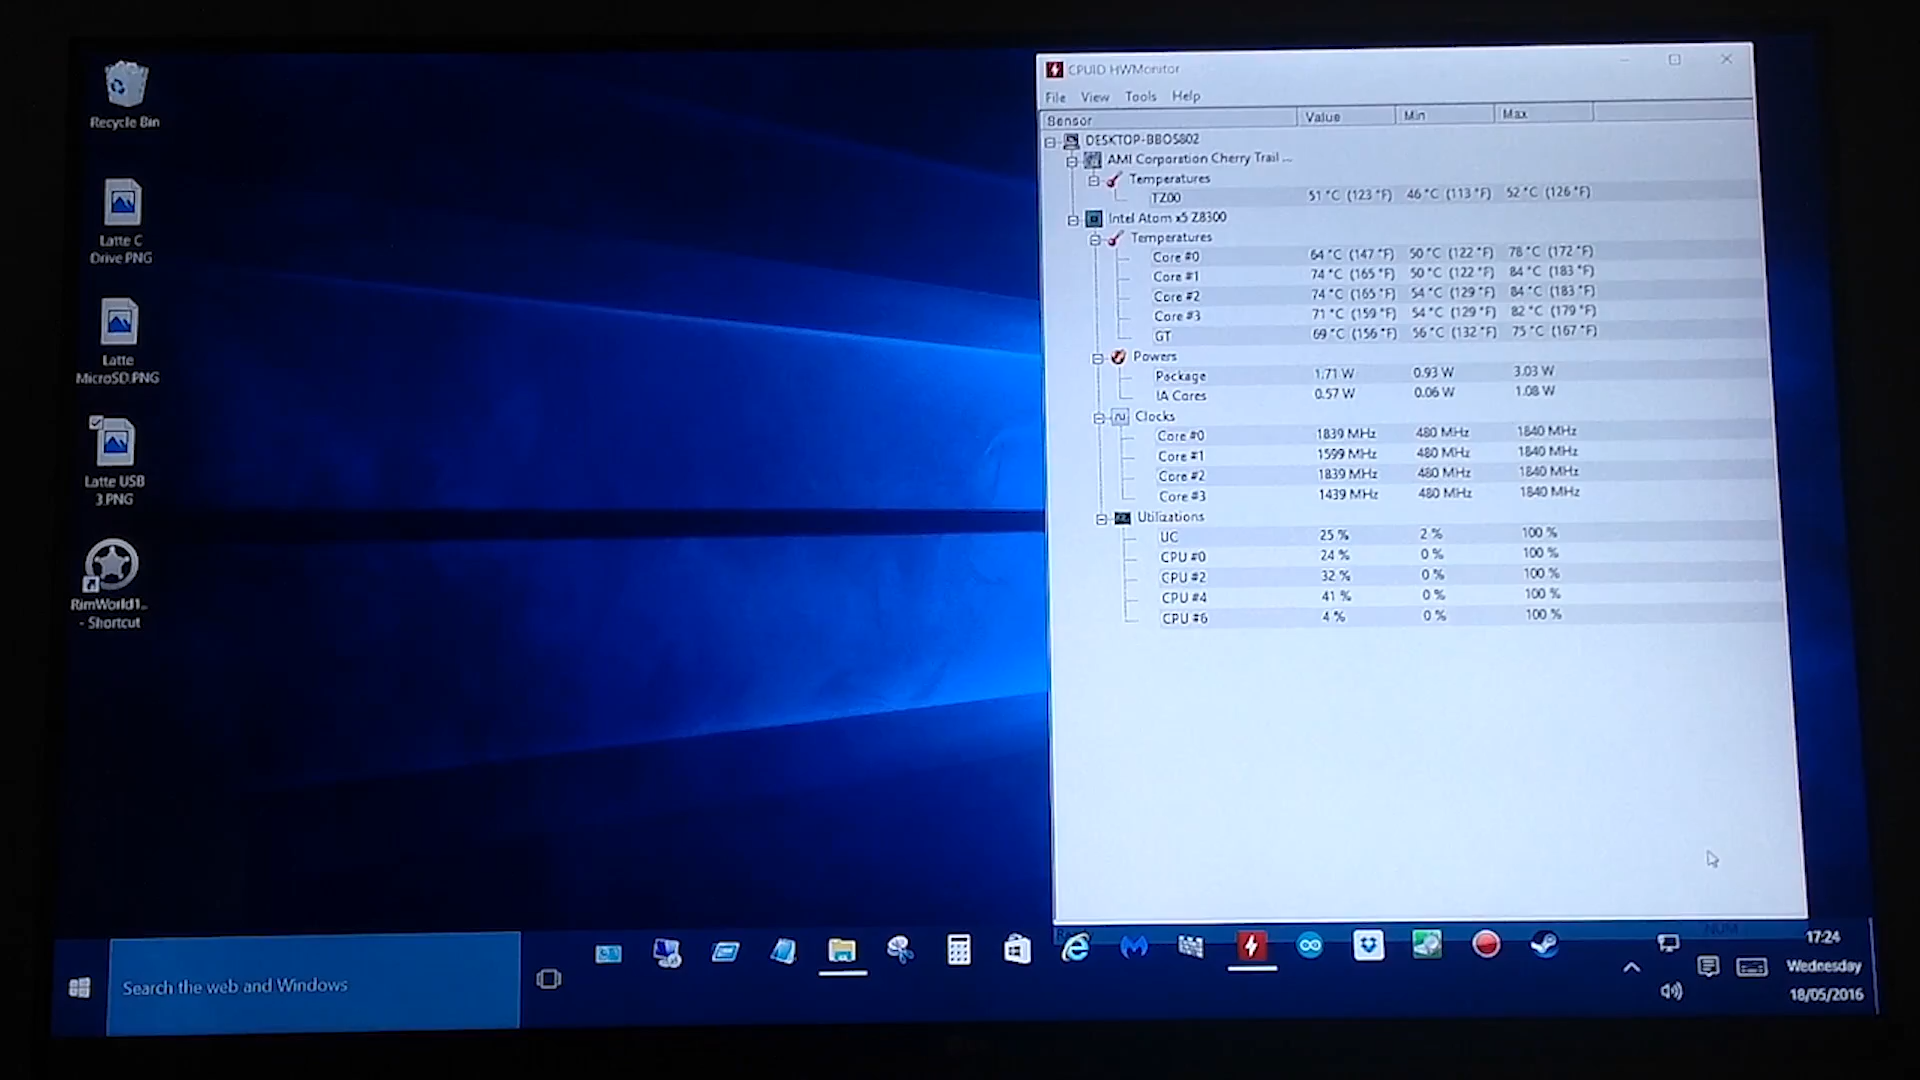 Recycle Bin
Latte C
Drive.PNG
Latte
MicroSD.PNG
Latte USB
3.PNG
RimWorld1...
- Shortcut
CPUID HWMonitor
File View Tools Help
Sensor Value Min Max
DESKTOP-BBOS802
AMI Corporation Cherry Trail ...
Temperatures
TZ00 51 °C (123 °F) 46 °C (113 °F) 52 °C (126 °F)
Intel Atom x5 Z8300
Temperatures
Core #0 64 °C (147 °F) 50 °C (122 °F) 78 °C (172 °F)
Core #1 74 °C (165 °F) 50 °C (122 °F) 84 °C (183 °F)
Core #2 74 °C (165 °F) 54 °C (129 °F) 84 °C (183 °F)
Core #3 71 °C (159 °F) 54 °C (129 °F) 82 °C (179 °F)
GT 69 °C (156 °F) 56 °C (132 °F) 75 °C (167 °F)
Powers
Package 1.71 W 0.93 W 3.03 W
IA Cores 0.57 W 0.06 W 1.08 W
Clocks
Core #0 1839 MHz 480 MHz 1840 MHz
Core #1 1599 MHz 480 MHz 1840 MHz
Core #2 1839 MHz 480 MHz 1840 MHz
Core #3 1439 MHz 480 MHz 1840 MHz
Utilizations
UC 25 % 2 % 100 %
CPU #0 24 % 0 % 100 %
CPU #2 32 % 0 % 100 %
CPU #4 41 % 0 % 100 %
CPU #6 4 % 0 % 100 %
NUM
Search the web and Windows
17:24
Wednesday
18/05/2016